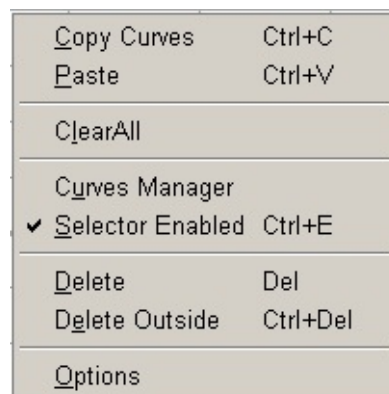 Copy Curves Ctrl+C
Paste Ctrl+V
ClearAll
Curves Manager
Selector Enabled Ctrl+E
Delete Del
Delete Outside Ctrl+Del
Options